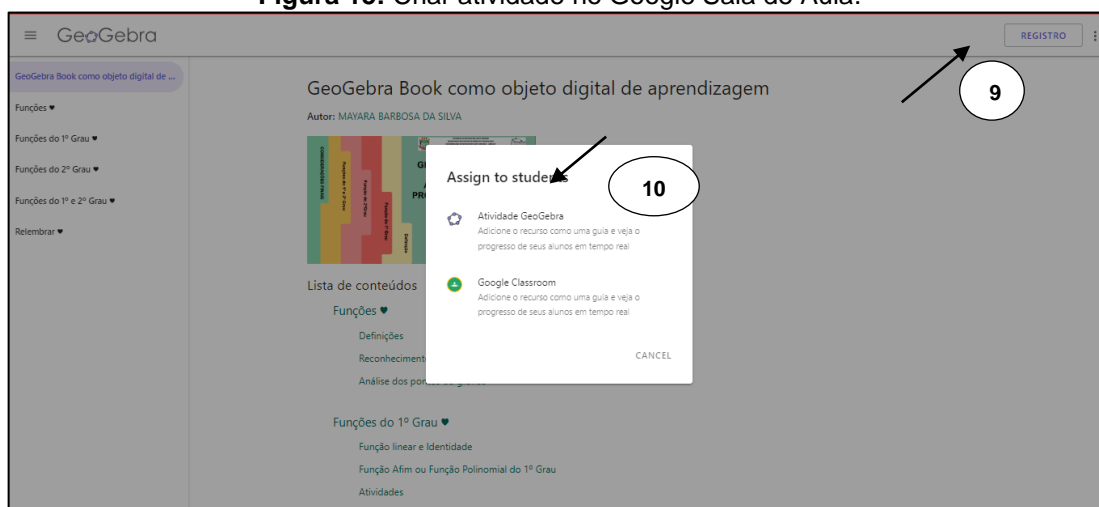 Figura 16: Criar atividade no Google Sala de Aula.
GeoGebra
REGISTRO
9
GeoGebra Book como objeto digital de ...
Funções ♥
Funções do 1º Grau ♥
Funções do 2º Grau ♥
Funções do 1º e 2º Grau ♥
Relembrar ♥
GeoGebra Book como objeto digital de aprendizagem
Autor: MAYARA BARBOSA DA SILVA
Assign to students
10
Atividade GeoGebra
Adicione o recurso como uma guia e veja o
progresso de seus alunos em tempo real
Google Classroom
Adicione o recurso como uma guia e veja o
progresso de seus alunos em tempo real
CANCEL
Lista de conteúdos
Funções ♥
Definições
Reconhecimento
Análise dos
Funções do 1º Grau ♥
Função linear e Identidade
Função Afim ou Função Polinomial do 1º Grau
Atividades